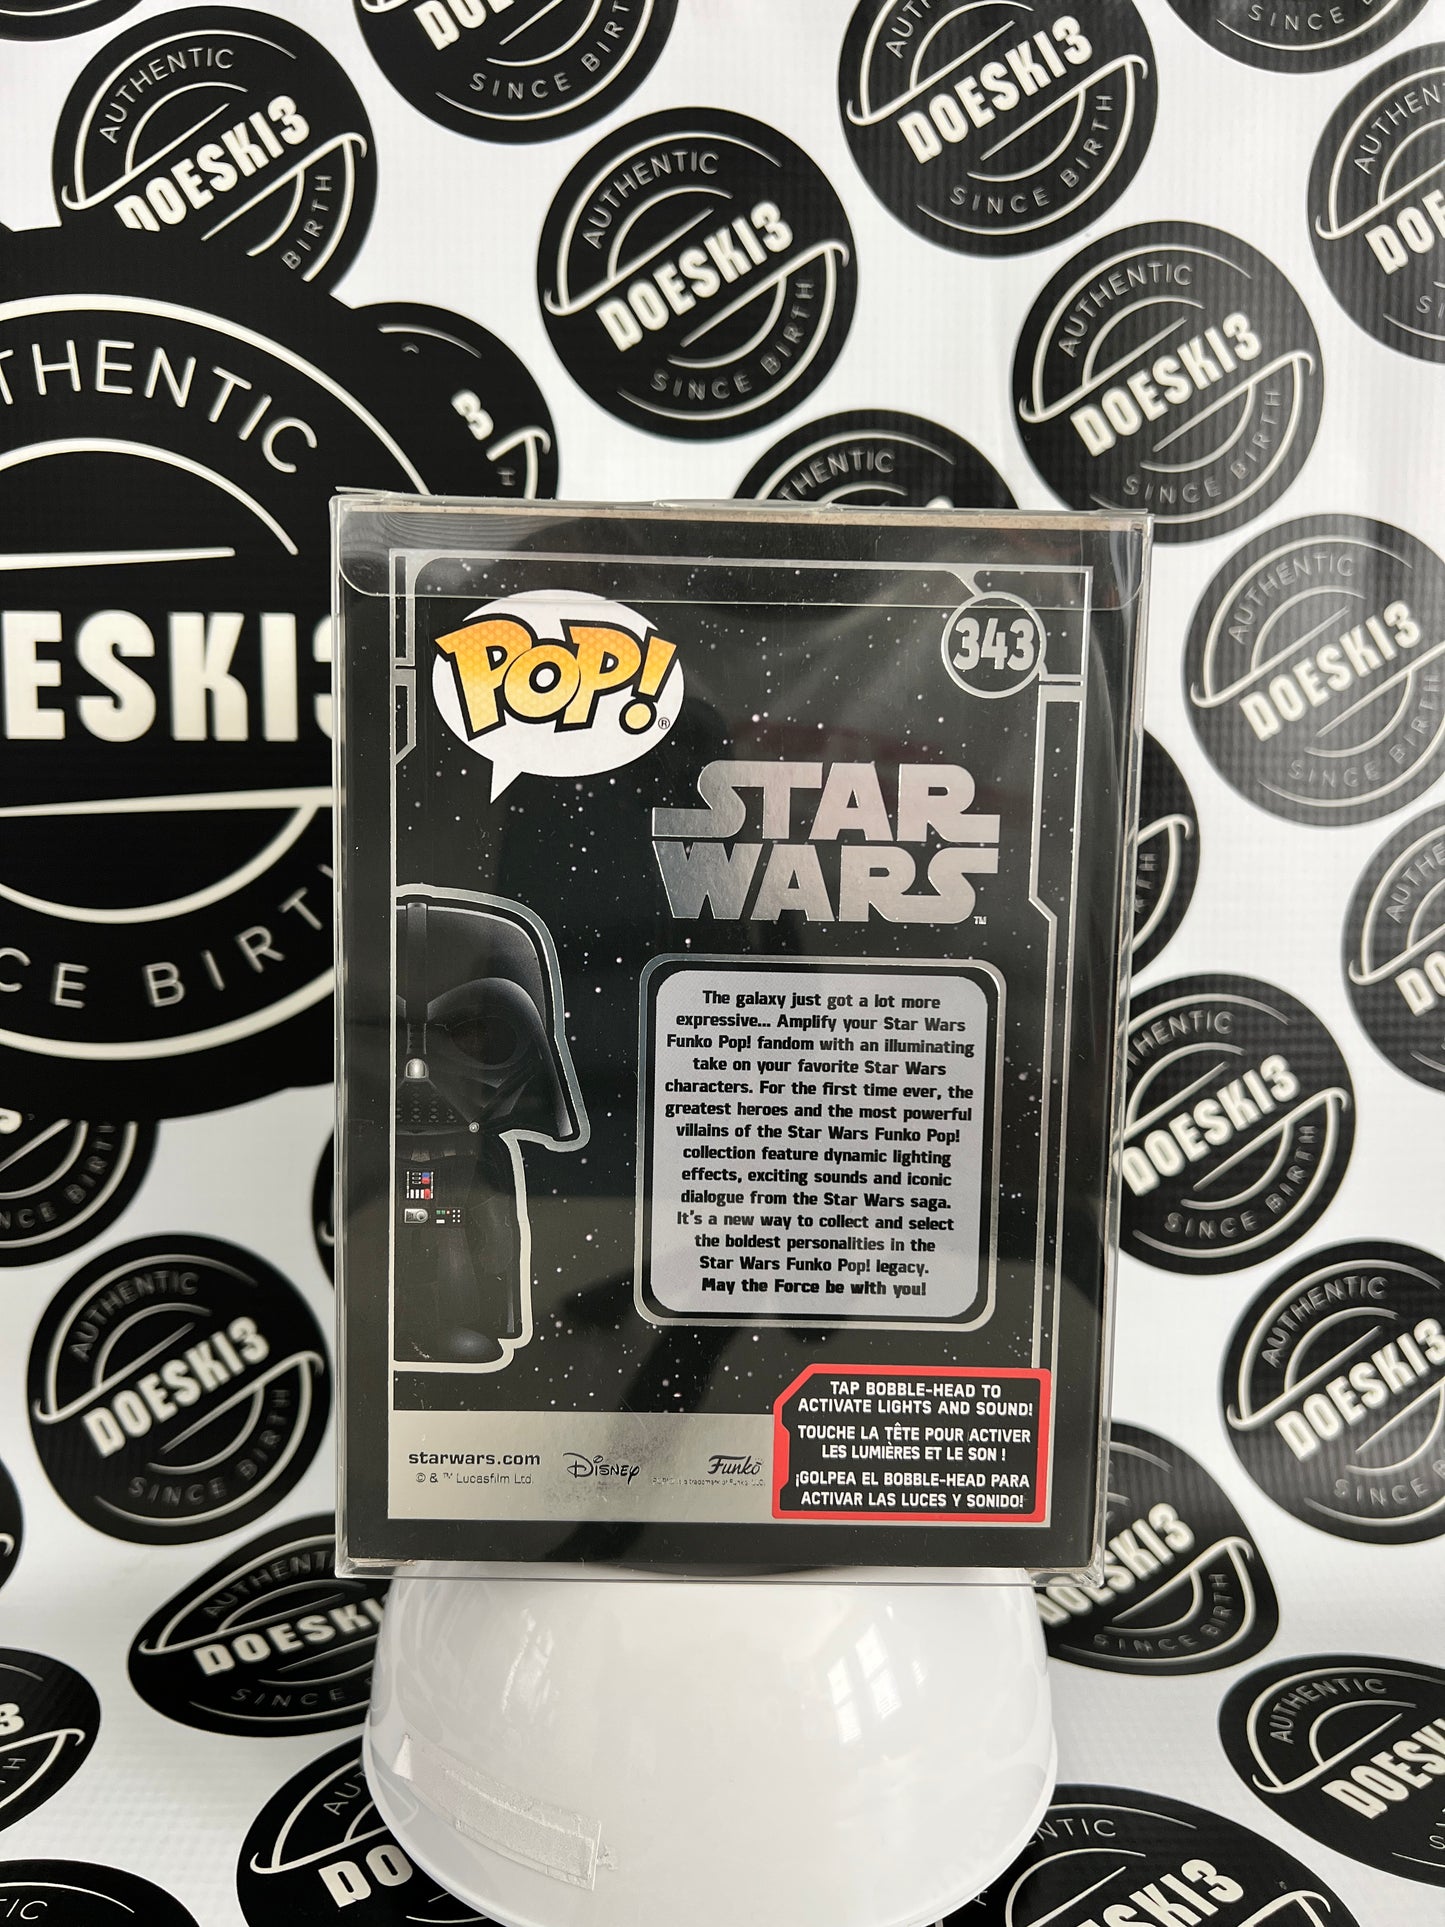 POP!
®
343
STAR
WARS
™
The galaxy just got a lot more
expressive... Amplify your Star Wars
Funko Pop! fandom with an illuminating
take on your favorite Star Wars
characters. For the first time ever, the
greatest heroes and the most powerful
villains of the Star Wars Funko Pop!
collection feature dynamic lighting
effects, exciting sounds and iconic
dialogue from the Star Wars saga.
It's a new way to collect and select
the boldest personalities in the
Star Wars Funko Pop! legacy.
May the Force be with you!
TAP BOBBLE-HEAD TO
ACTIVATE LIGHTS AND SOUND!
TOUCHE LA TÊTE POUR ACTIVER
LES LUMIÈRES ET LE SON !
¡GOLPEA EL BOBBLE-HEAD PARA
ACTIVAR LAS LUCES Y SONIDO!
starwars.com
© & ™ Lucasfilm Ltd.
Disney
Funko
AUTHENTIC
DOESKI3
SINCE BIRTH